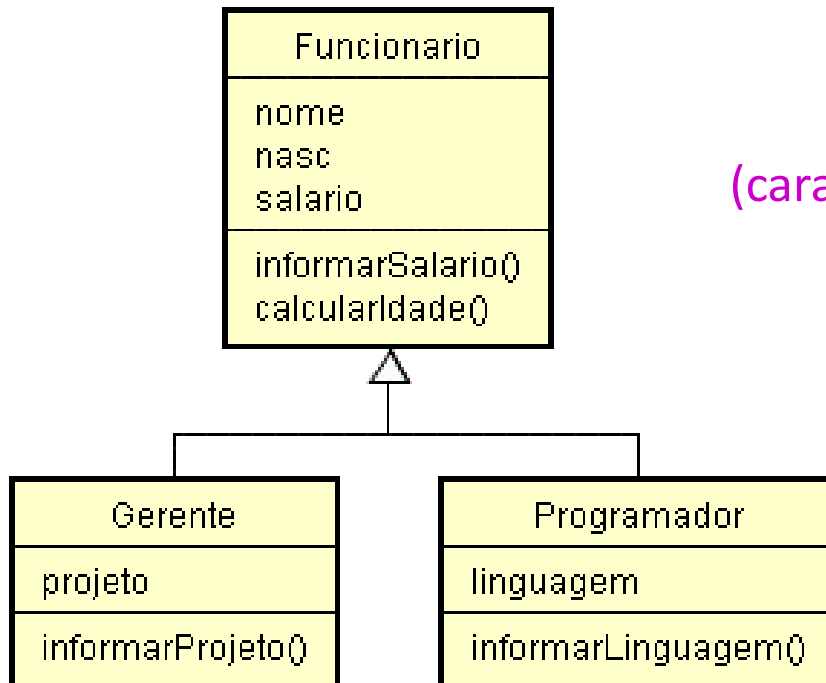 Funcionario
nome
nasc
salario
(cara
informarSalario()
calcularIdade()
Gerente
projeto
informarProjeto()
Programador
linguagem
informarLinguagem()